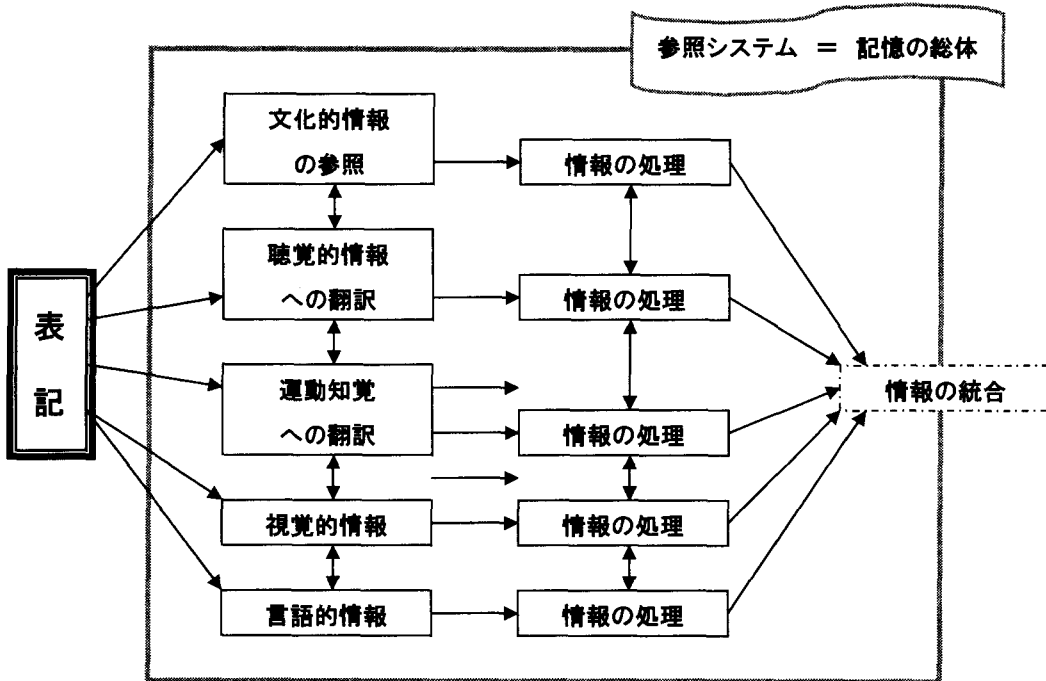 参照システム ＝ 記憶の総体
文化的情報
の参照
情報の処理
聴覚的情報
への翻訳
情報の処理
表
記
運動知覚
への翻訳
情報の処理
情報の統合
視覚的情報
情報の処理
言語的情報
情報の処理